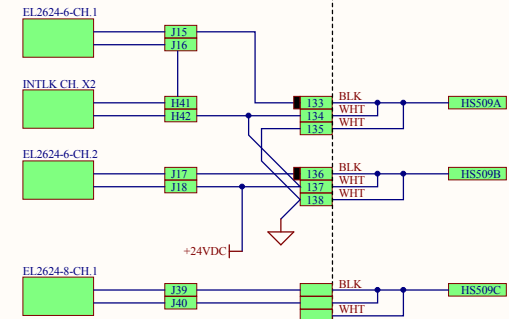 EL2624-6-CH.1
J15
J16
INTLK CH. X2
H41
H42
133 BLK HS509A
134 WHT
135 WHT
EL2624-6-CH.2
J17
J18
136 BLK HS509B
137 WHT
138 WHT
+24VDC
EL2624-8-CH.1
J39 BLK HS509C
J40
WHT